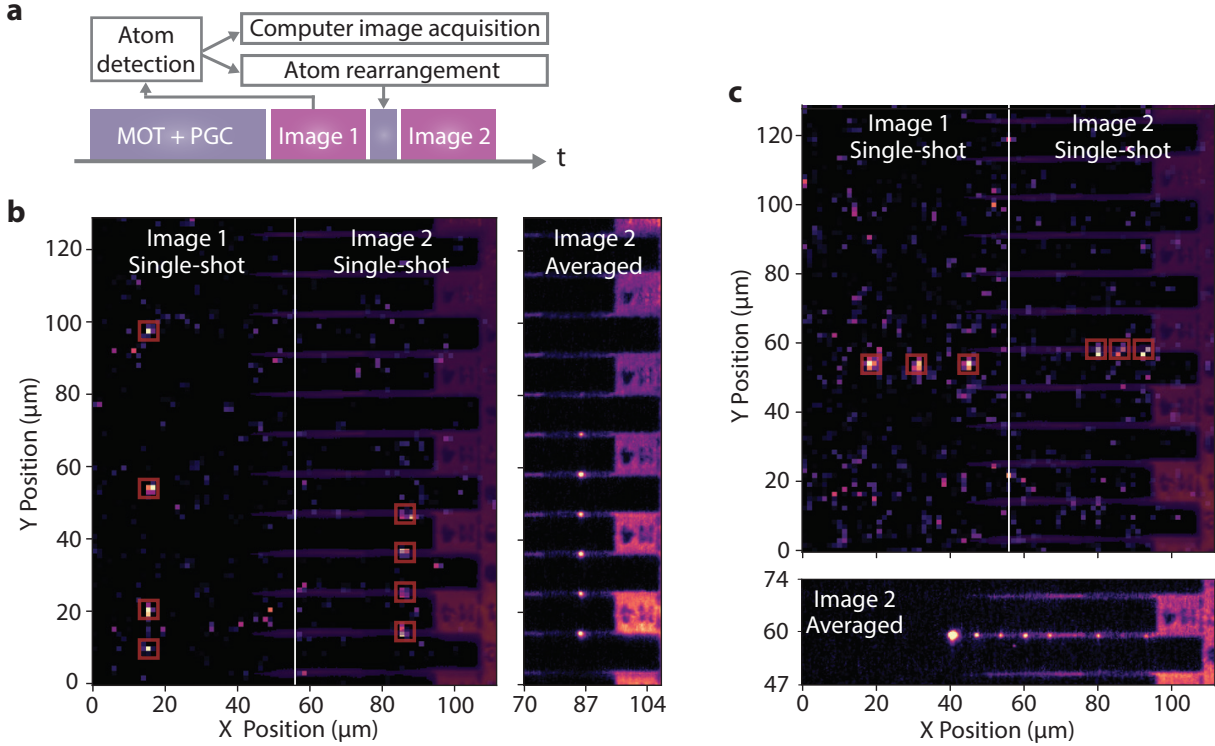 a
Atom
detection
Computer image acquisition
Atom rearrangement
MOT + PGC
Image 1
Image 2
t
b
Image 1
Single-shot
Image 2
Single-shot
Image 2
Averaged
Y Position (μm)
120
100
80
60
40
20
0
0
20
40
60
80
100
70
87
104
X Position (μm)
c
Image 1
Single-shot
Image 2
Single-shot
Y Position (μm)
120
100
80
60
40
20
0
Image 2
Averaged
74
60
47
0
20
40
60
80
100
X Position (μm)